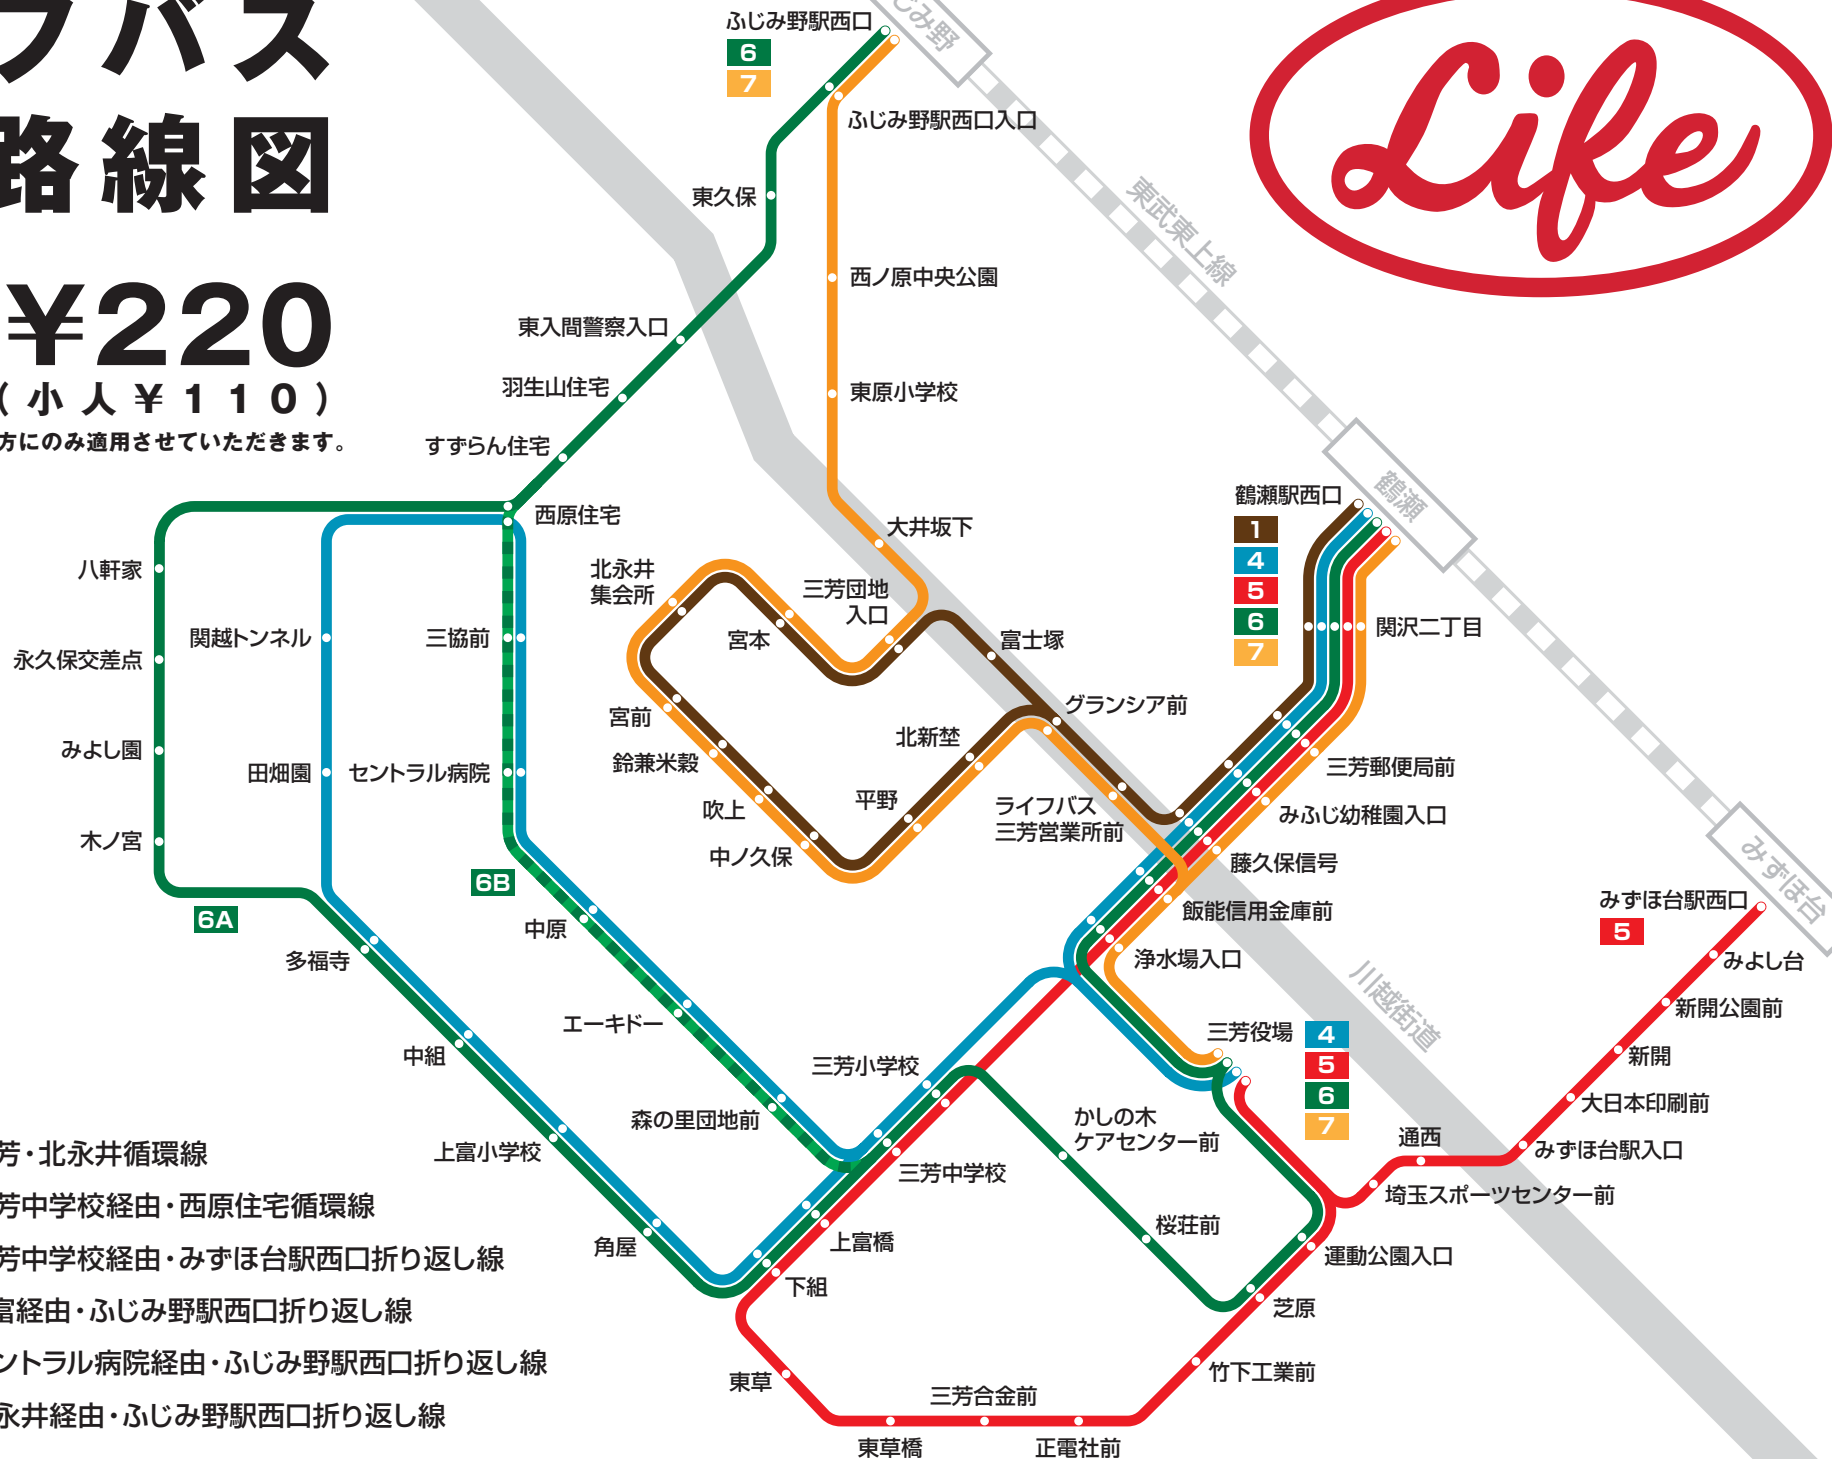 フバス
路線図
¥220
（小人¥110）
方にのみ適用させていただきます。
Life
ふじみ野駅西口
6
7
じみ野
ふじみ野駅西口入口
東久保
東武東上線
西ノ原中央公園
東入間警察入口
羽生山住宅
東原小学校
すずらん住宅
西原住宅
大井坂下
鶴瀬駅西口
1
4
5
6
7
鶴瀬
関沢二丁目
八軒家
永久保交差点
みよし園
木ノ宮
6A
関越トンネル
田畑園
三協前
セントラル病院
6B
北永井
集会所
宮本
三芳団地
入口
富士塚
グランシア前
宮前
鈴兼米穀
吹上
中ノ久保
平野
北新埜
ライフバス
三芳営業所前
三芳郵便局前
みふじ幼稚園入口
藤久保信号
飯能信用金庫前
浄水場入口
みずほ台
みずほ台駅西口
5
みよし台
新開公園前
新開
大日本印刷前
みずほ台駅入口
通西
埼玉スポーツセンター前
川越街道
三芳役場
4
5
6
7
多福寺
中組
上富小学校
角屋
中原
エーキドー
森の里団地前
三芳小学校
三芳中学校
上富橋
下組
かしの木
ケアセンター前
桜荘前
運動公園入口
芝原
竹下工業前
東草
東草橋
三芳合金前
正電社前
芳・北永井循環線
芳中学校経由・西原住宅循環線
芳中学校経由・みずほ台駅西口折り返し線
富経由・ふじみ野駅西口折り返し線
ントラル病院経由・ふじみ野駅西口折り返し線
永井経由・ふじみ野駅西口折り返し線